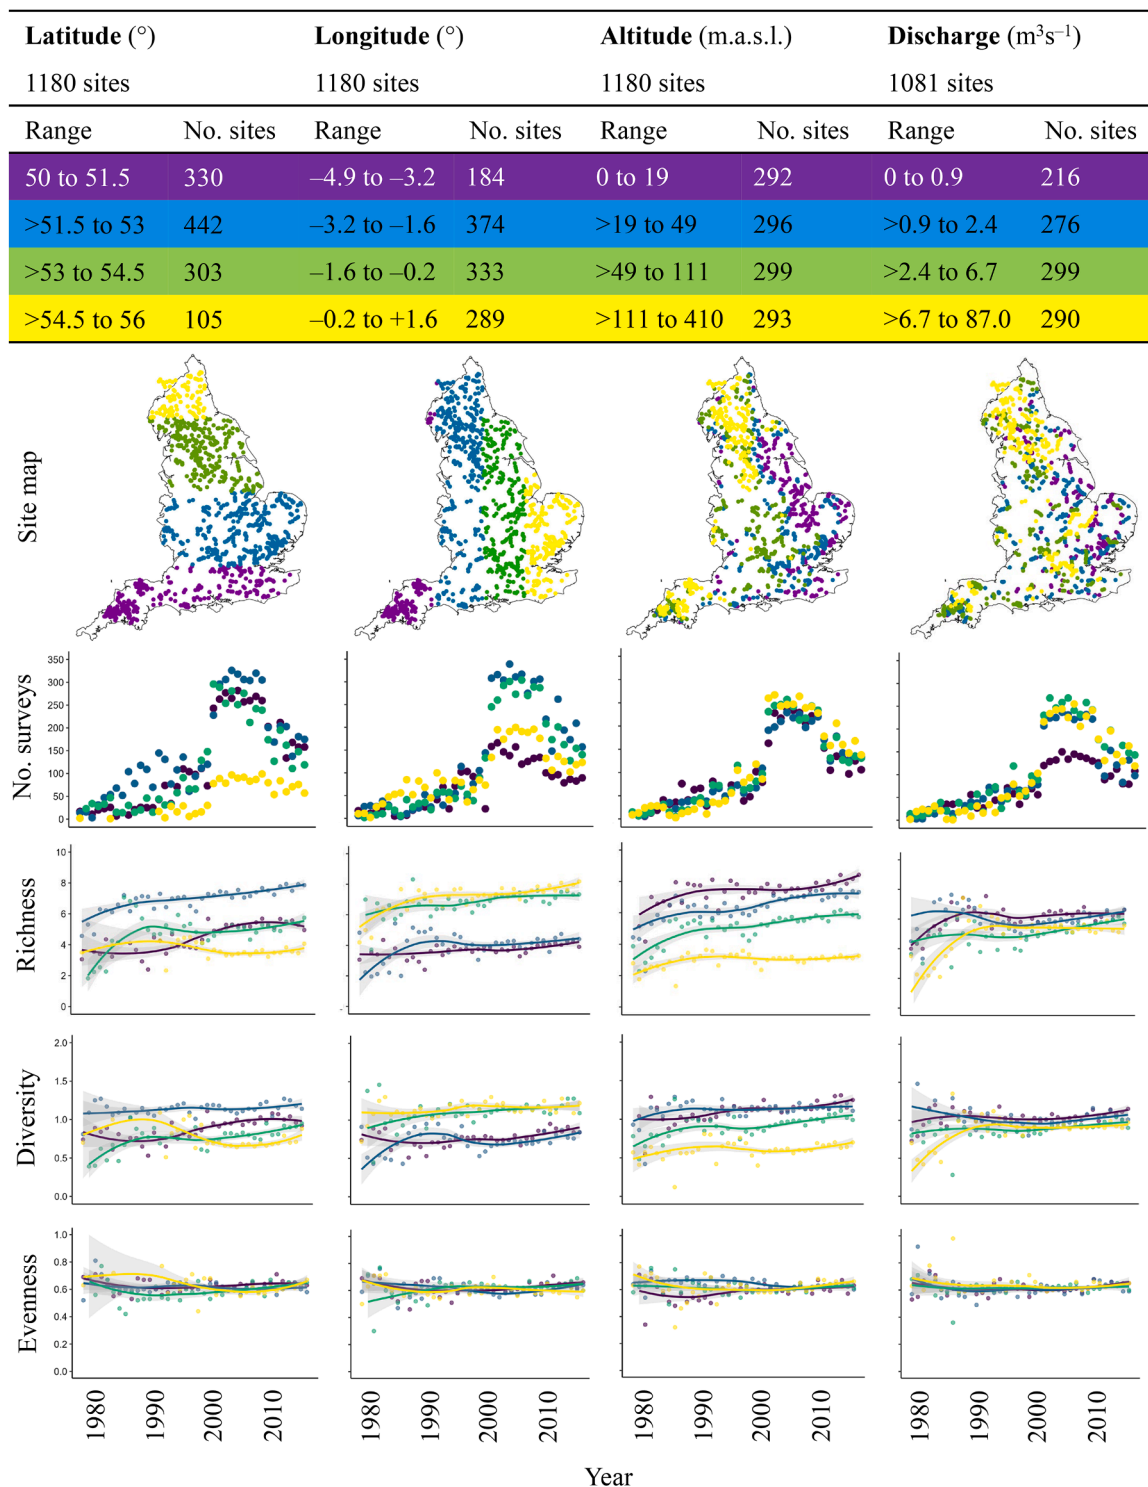 Latitude (°) Longitude (°) Altitude (m.a.s.l.) Discharge (m³s⁻¹)
1180 sites 1180 sites 1180 sites 1081 sites
Range No. sites Range No. sites Range No. sites Range No. sites
50 to 51.5 330 –4.9 to –3.2 184 0 to 19 292 0 to 0.9 216
>51.5 to 53 442 –3.2 to –1.6 374 >19 to 49 296 >0.9 to 2.4 276
>53 to 54.5 303 –1.6 to –0.2 333 >49 to 111 299 >2.4 to 6.7 299
>54.5 to 56 105 –0.2 to +1.6 289 >111 to 410 293 >6.7 to 87.0 290
Site map
No. surveys
350
300
250
200
150
100
50
0
Richness
10
8
6
4
2
0
Diversity
2.0
1.5
1.0
0.5
0.0
Evenness
1.0
0.8
0.6
0.4
0.2
0.0
1980 1990 2000 2010 1980 1990 2000 2010 1980 1990 2000 2010 1980 1990 2000 2010
Year